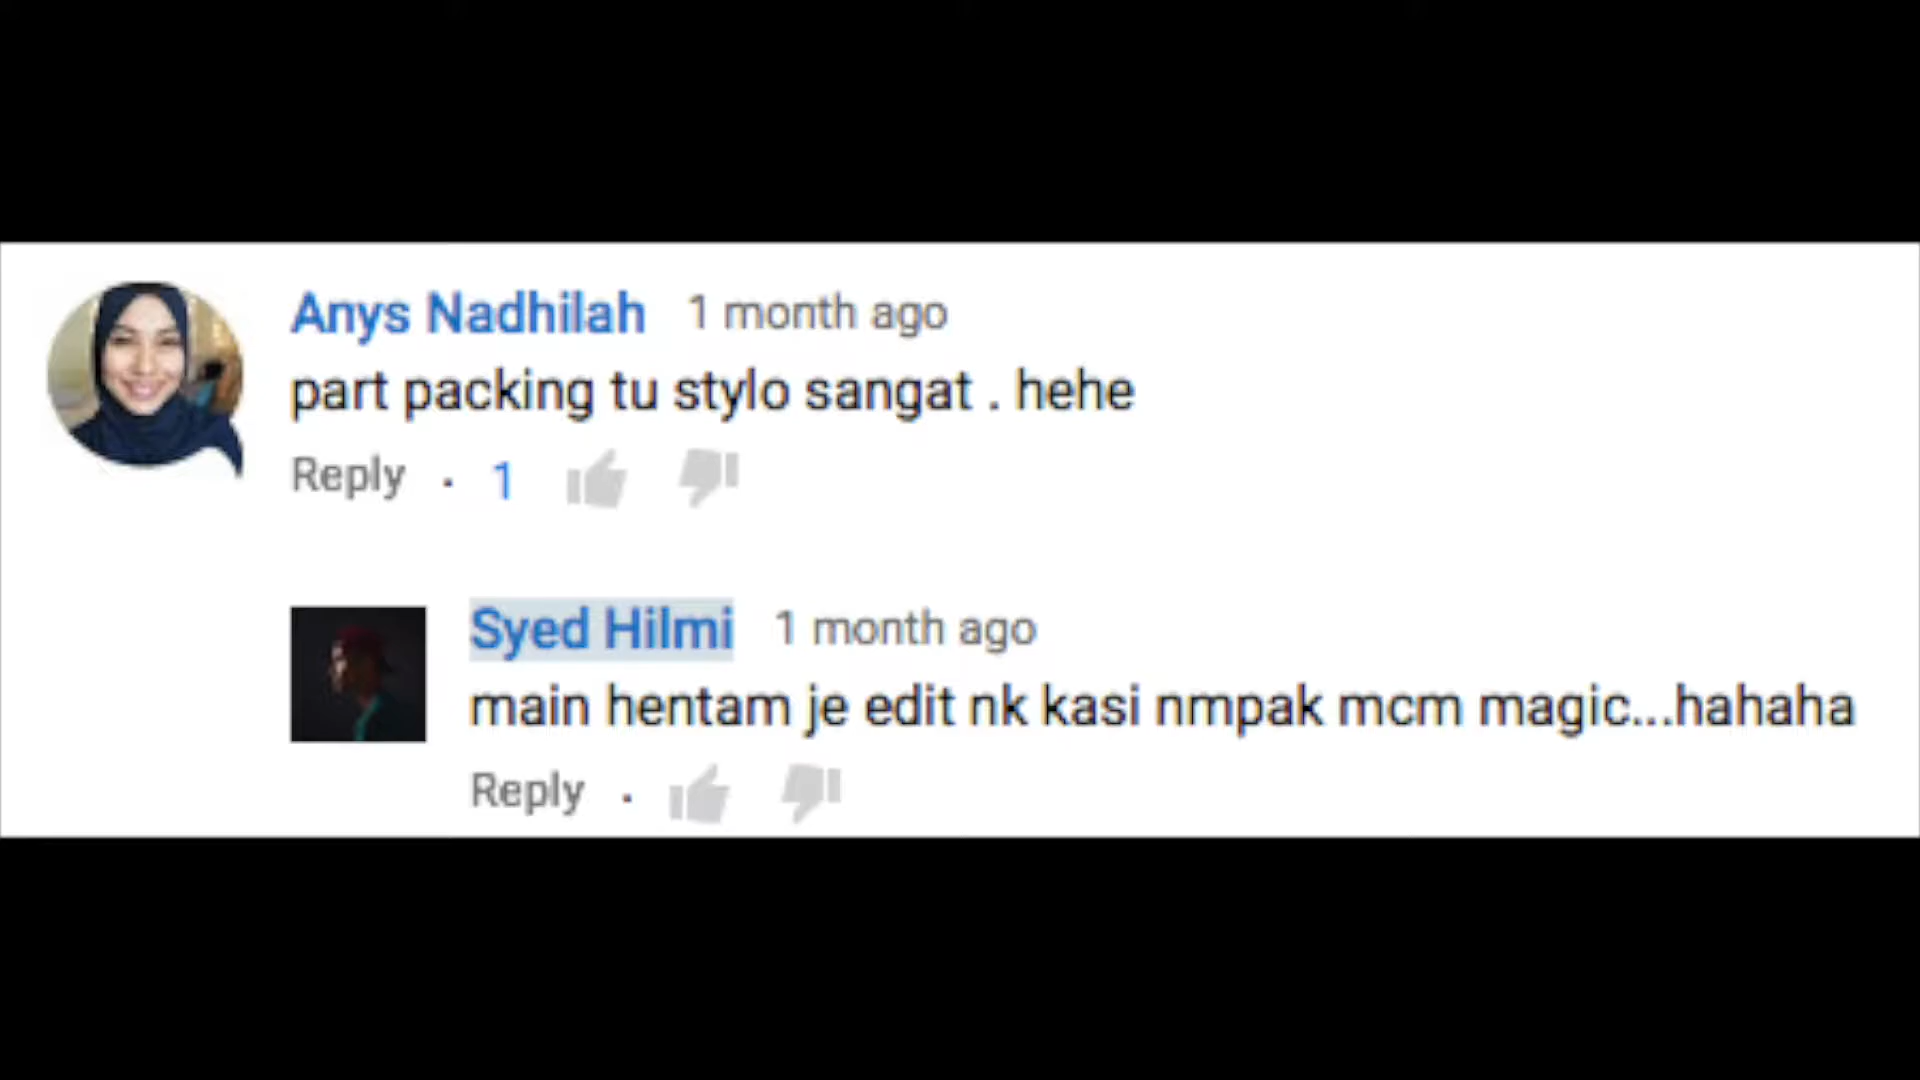 Anys Nadhilah 1 month ago
part packing tu stylo sangat . hehe
Reply · 1
Syed Hilmi 1 month ago
main hentam je edit nk kasi nmpak mcm magic...hahaha
Reply ·